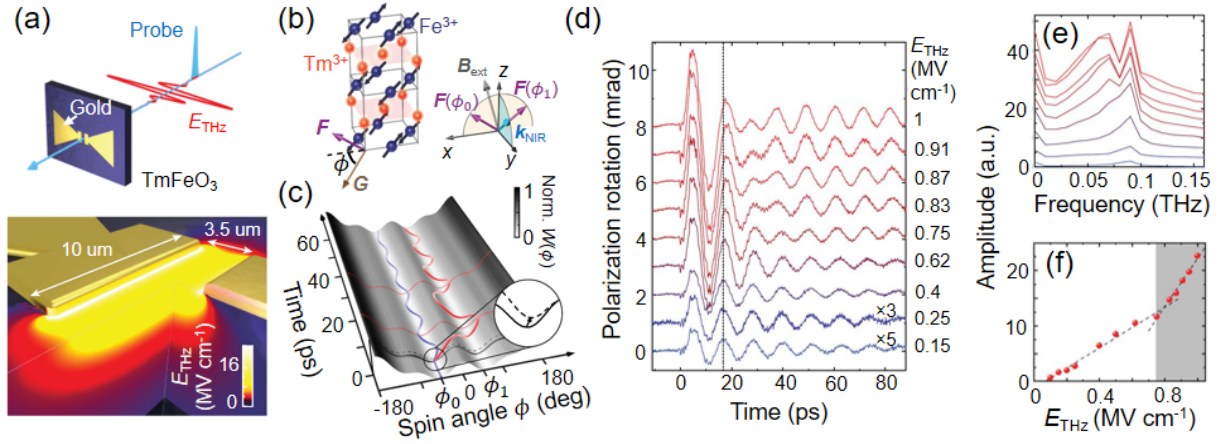 (a)
Probe
Gold
E_THz
TmFeO₃
10 um
3.5 um
16
0
E_THz
(MV cm⁻¹)
(b)
Fe³⁺
Tm³⁺
F
ϕ
G
B_ext
z
F(ϕ₀)
F(ϕ₁)
k_NIR
x
y
(c)
1
0
Norm. W(ϕ)
60
40
20
0
Time (ps)
-180
ϕ₀
0
ϕ₁
180
Spin angle ϕ (deg)
(d)
E_THz
(MV
cm⁻¹)
10
8
6
4
2
0
Polarization rotation (mrad)
1
0.91
0.87
0.83
0.75
0.62
0.4
×3
0.25
×5
0.15
0
20
40
60
80
Time (ps)
(e)
40
20
0
0
0.05
0.10
0.15
Frequency (THz)
Amplitude (a.u.)
(f)
20
10
0
0
0.4
0.8
E_THz (MV cm⁻¹)